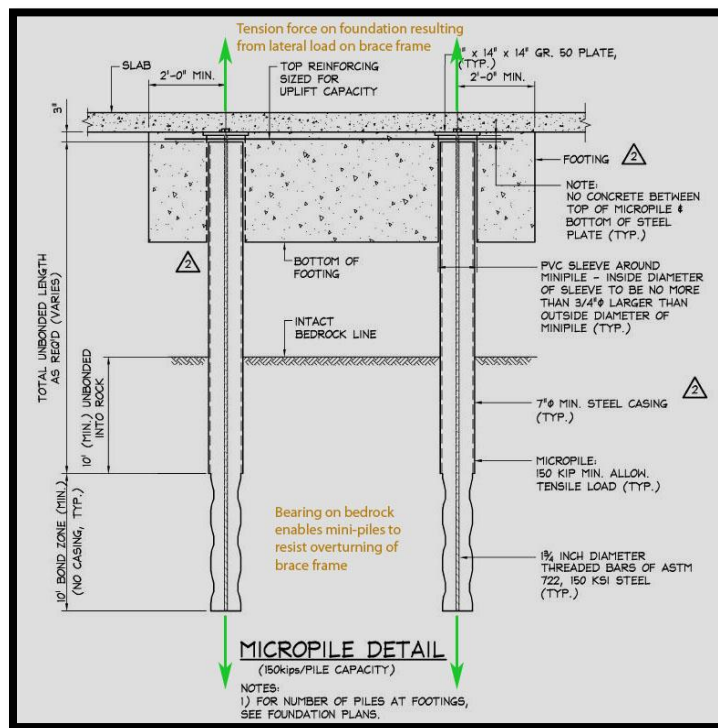 Tension force on foundation resulting
from lateral load on brace frame
SLAB
2'-0" MIN.
TOP REINFORCING
SIZED FOR
UPLIFT CAPACITY
" x 14" x 14" GR. 50 PLATE,
(TYP.)
2'-0" MIN.
3"
FOOTING
2
NOTE:
NO CONCRETE BETWEEN
TOP OF MICROPILE &
BOTTOM OF STEEL
PLATE (TYP.)
2
BOTTOM OF
FOOTING
PVC SLEEVE AROUND
MINIPILE - INSIDE DIAMETER
OF SLEEVE TO BE NO MORE
THAN 3/4"φ LARGER THAN
OUTSIDE DIAMETER OF
MINIPILE (TYP.)
TOTAL UNBONDED LENGTH
AS REQ'D (VARIES)
INTACT
BEDROCK LINE
10' (MIN.) UNBONDED
INTO ROCK
7"φ MIN. STEEL CASING
(TYP.)
2
MICROPILE:
150 KIP MIN. ALLOW.
TENSILE LOAD (TYP.)
10' BOND ZONE (MIN.)
(NO CASING, TYP.)
Bearing on bedrock
enables mini-piles to
resist overturning of
brace frame
1¾ INCH DIAMETER
THREADED BARS OF ASTM
722, 150 KSI STEEL
(TYP.)
MICROPILE DETAIL
(150kips/PILE CAPACITY)
NOTES:
1) FOR NUMBER OF PILES AT FOOTINGS,
SEE FOUNDATION PLANS.